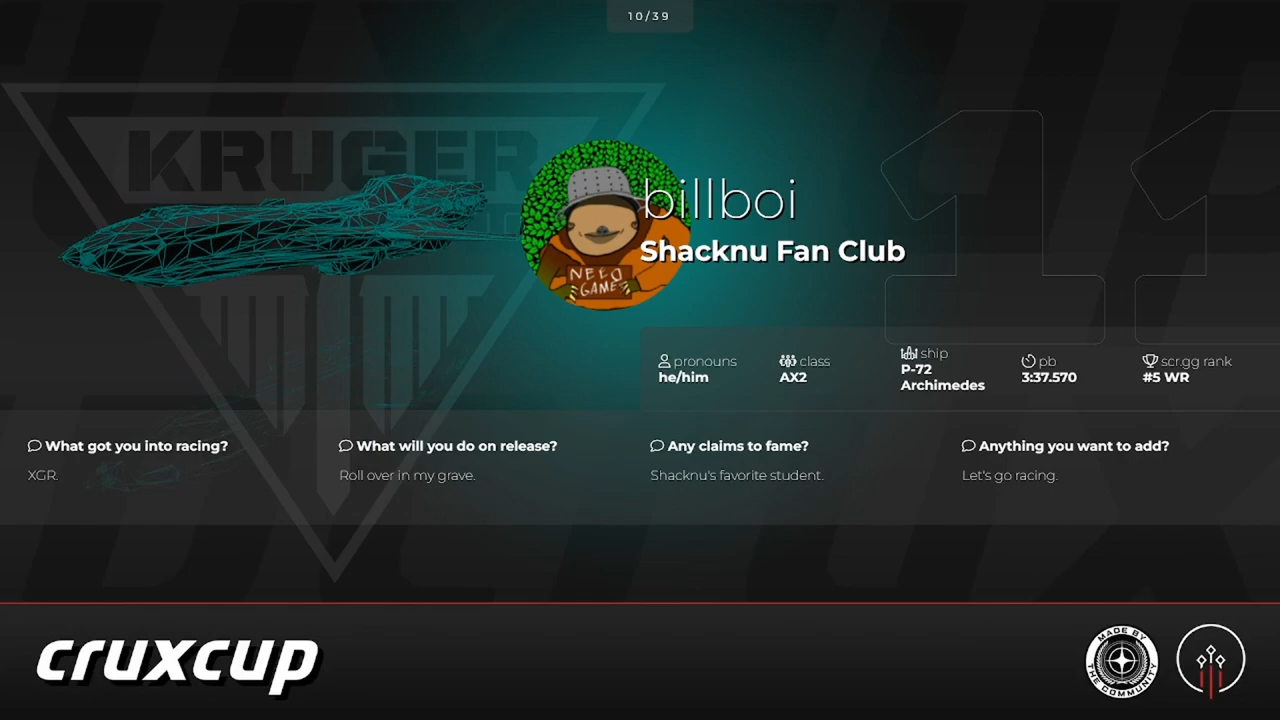 10/39
KRUGER
billboi
Shacknu Fan Club
NEED
GAME
11
pronouns
he/him
class
AX2
ship
P-72
Archimedes
pb
3:37.570
scr.gg rank
#5 WR
What got you into racing?
XGR.
What will you do on release?
Roll over in my grave.
Any claims to fame?
Shacknu's favorite student.
Anything you want to add?
Let's go racing.
cruxcup
MADE BY
THE COMMUNITY